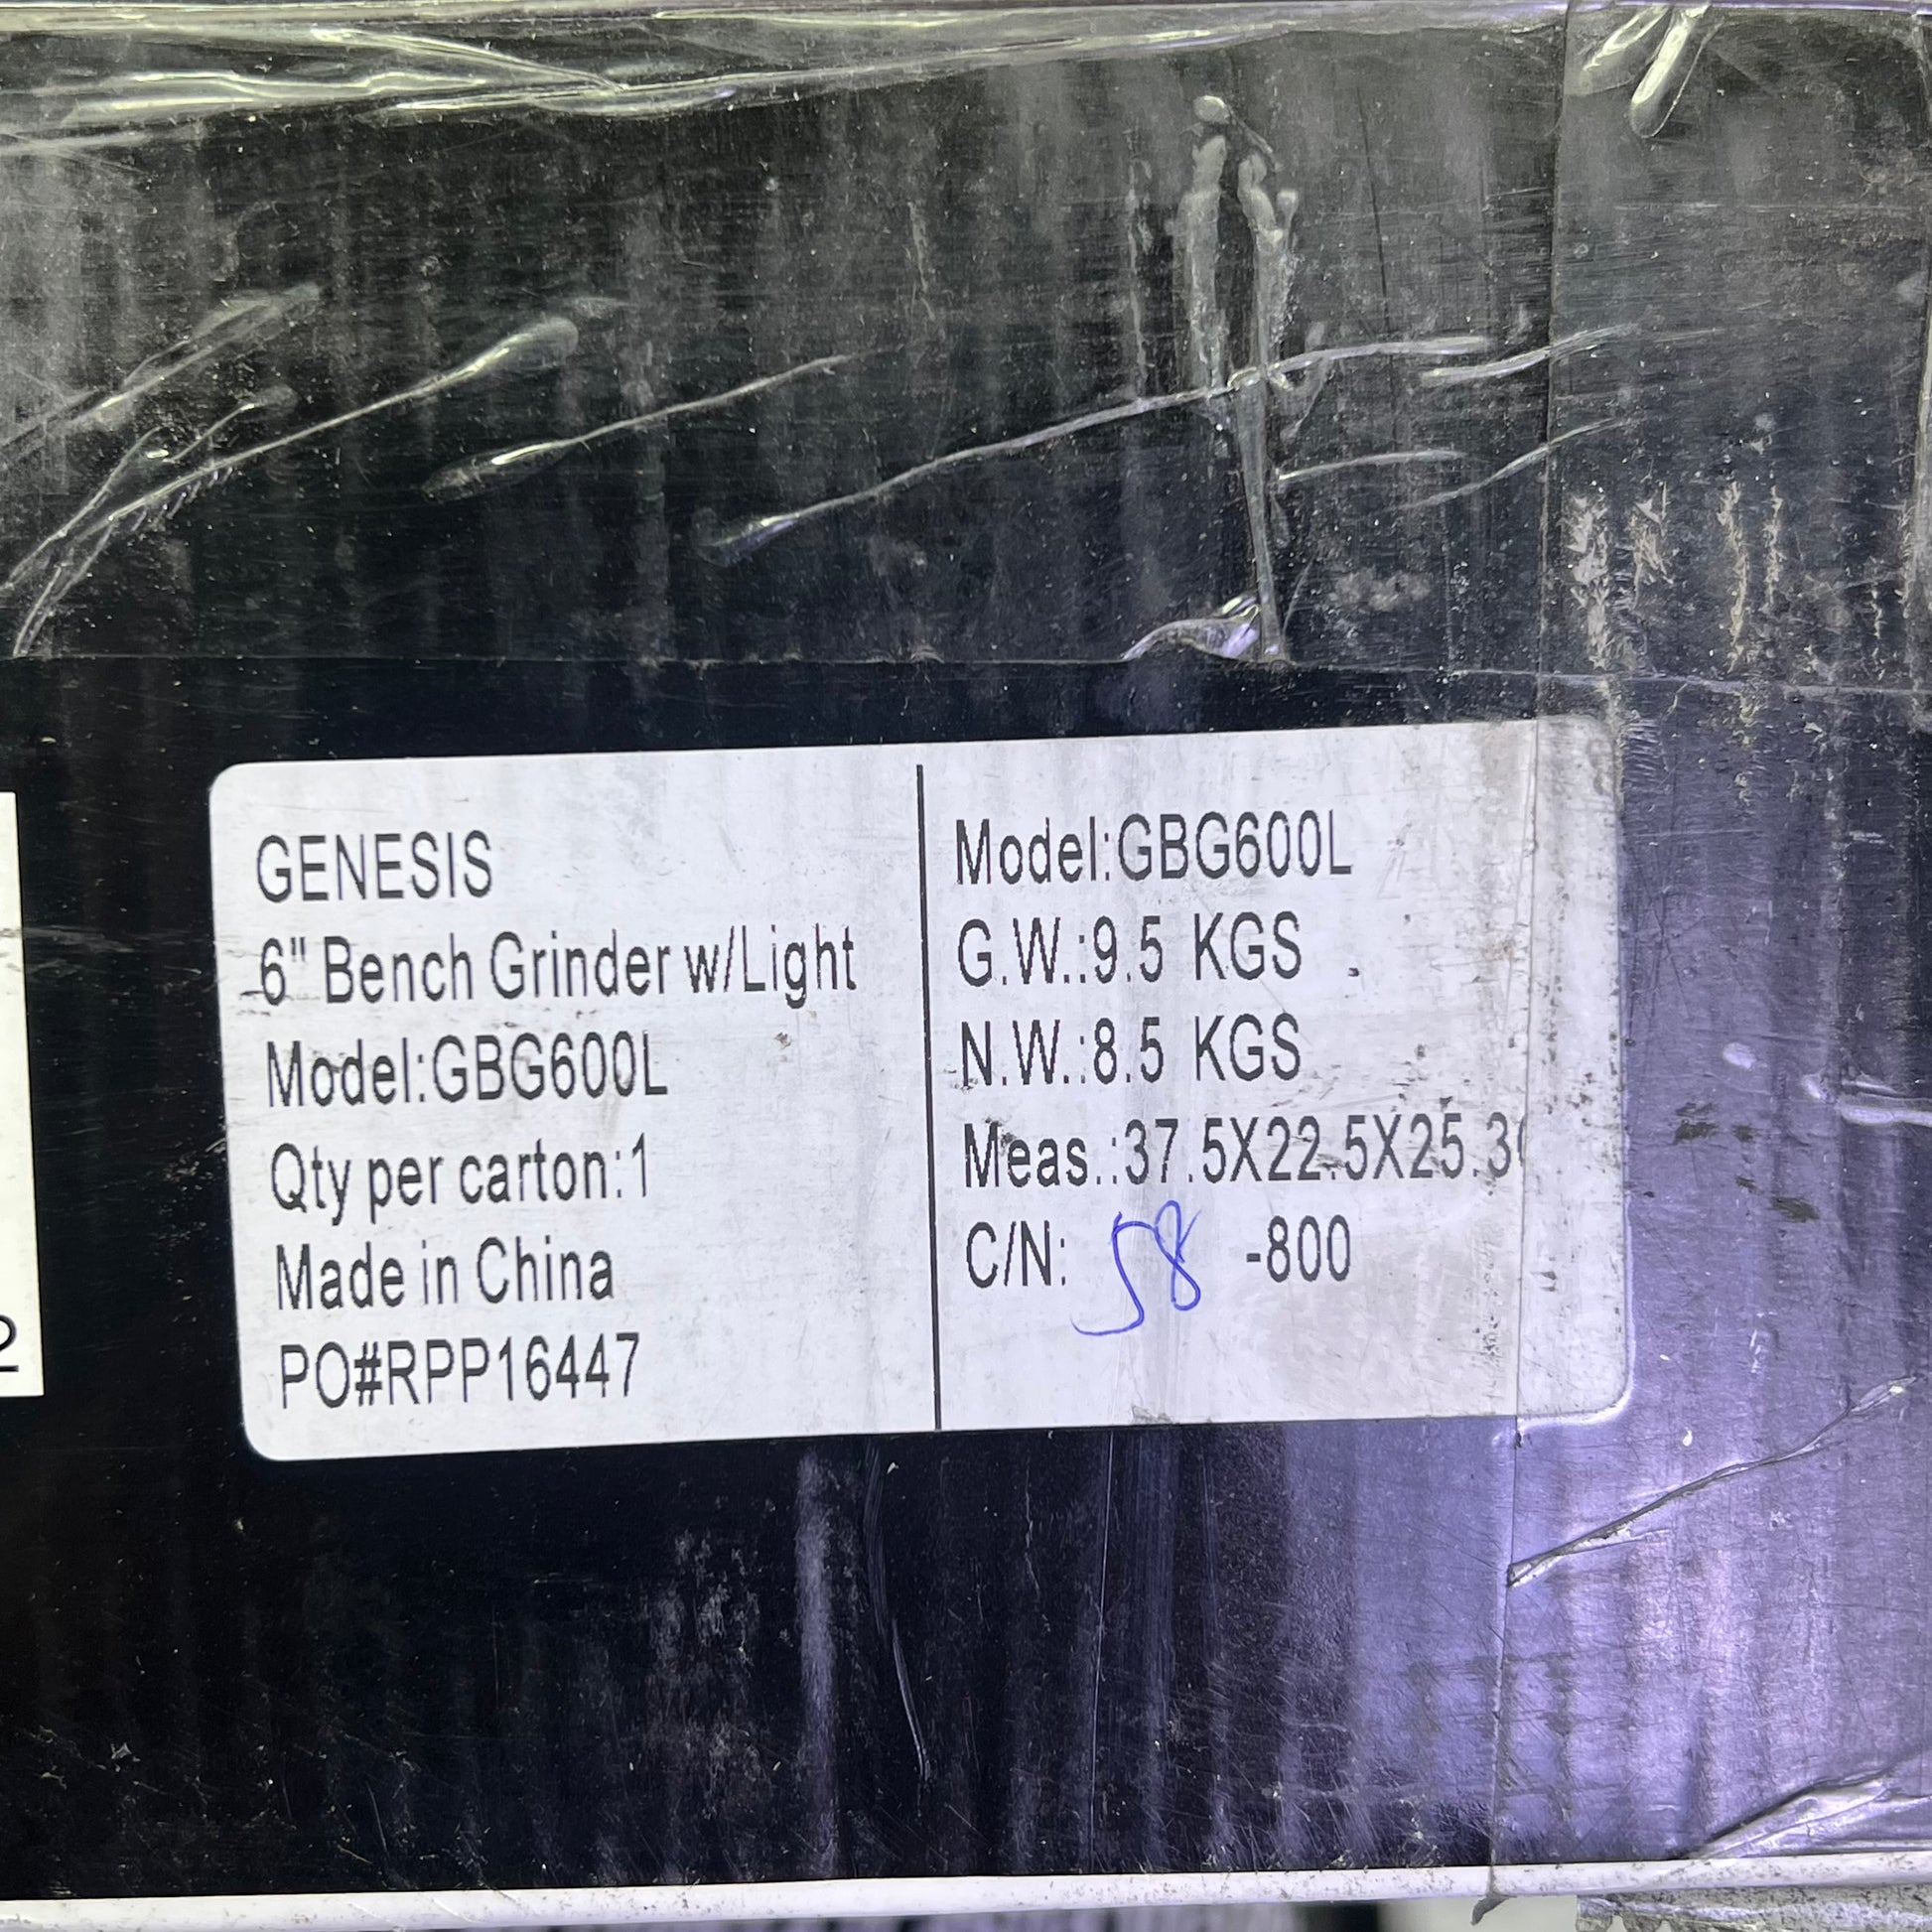 GENESIS
6" Bench Grinder w/Light
Model:GBG600L
Qty per carton:1
Made in China
PO#RPP16447
Model:GBG600L
G.W.:9.5 KGS
N.W.:8.5 KGS
Meas.:37.5X22.5X25.3
C/N: 58 -800
2